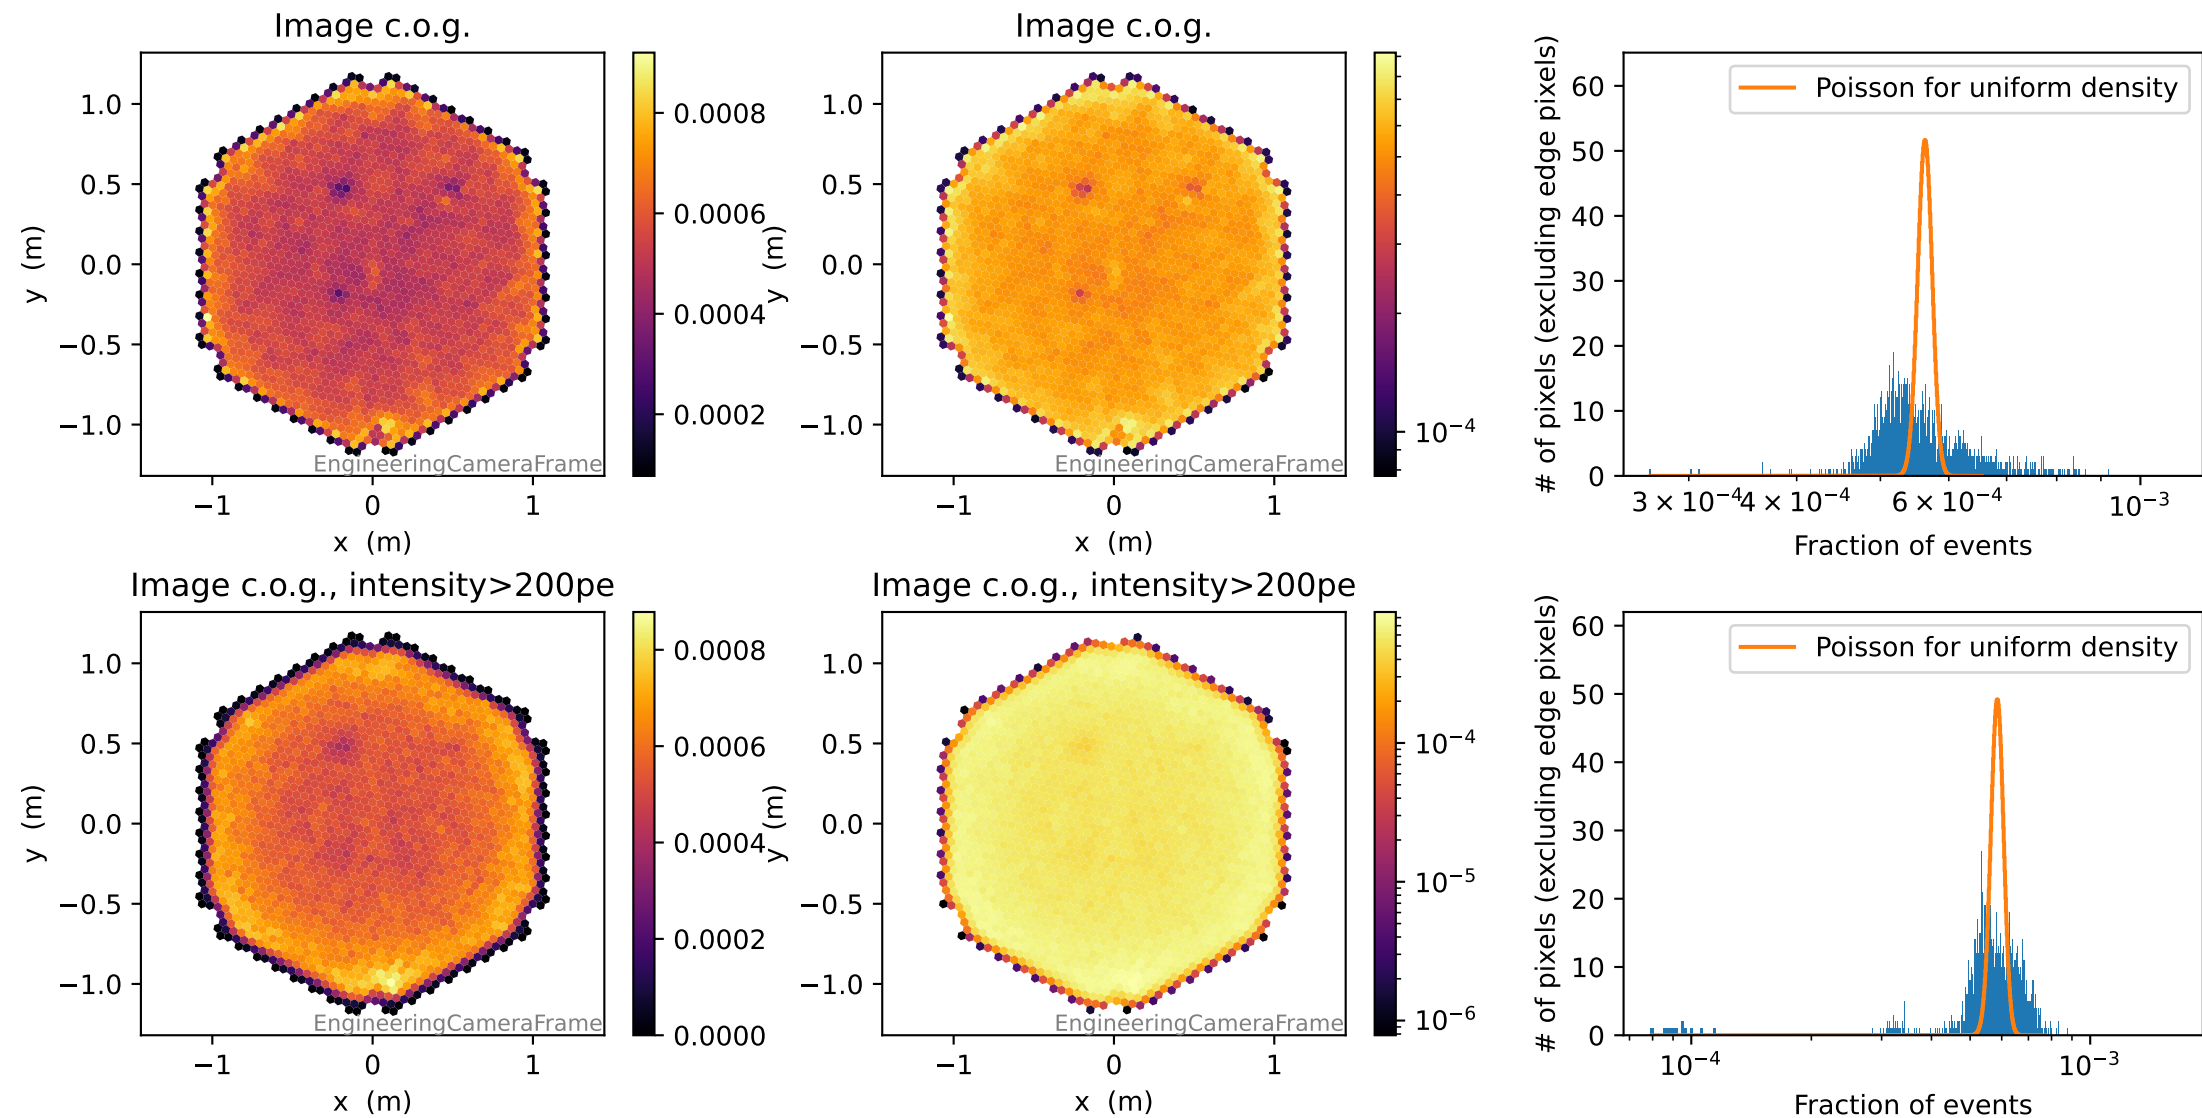 Image c.o.g.
1.0
0.5
0.0
−0.5
−1.0
y (m)
−1
0
1
x (m)
EngineeringCameraFrame
0.0008
0.0006
0.0004
0.0002
Image c.o.g.
1.0
0.5
0.0
−0.5
−1.0
y (m)
−1
0
1
x (m)
EngineeringCameraFrame
10⁻⁴
# of pixels (excluding edge pixels)
60
50
40
30
20
10
0
Poisson for uniform density
3 × 10⁻⁴
4 × 10⁻⁴
6 × 10⁻⁴
10⁻³
Fraction of events
Image c.o.g., intensity>200pe
1.0
0.5
0.0
−0.5
−1.0
y (m)
−1
0
1
x (m)
EngineeringCameraFrame
0.0008
0.0006
0.0004
0.0002
0.0000
Image c.o.g., intensity>200pe
1.0
0.5
0.0
−0.5
−1.0
y (m)
−1
0
1
x (m)
EngineeringCameraFrame
10⁻⁴
10⁻⁵
10⁻⁶
# of pixels (excluding edge pixels)
60
50
40
30
20
10
0
Poisson for uniform density
10⁻⁴
10⁻³
Fraction of events